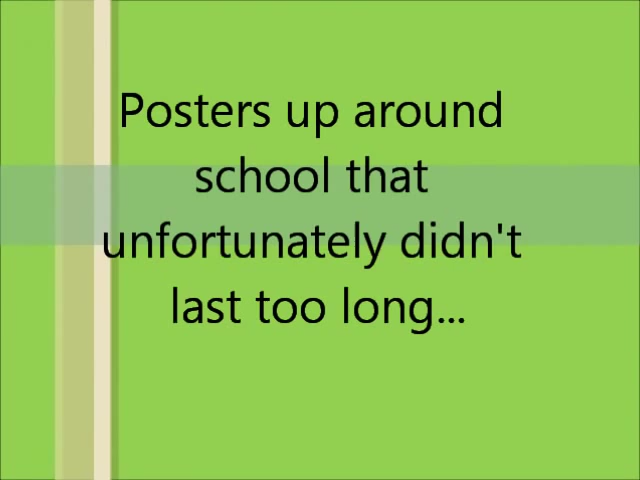 Posters up around
school that
unfortunately didn't
last too long...